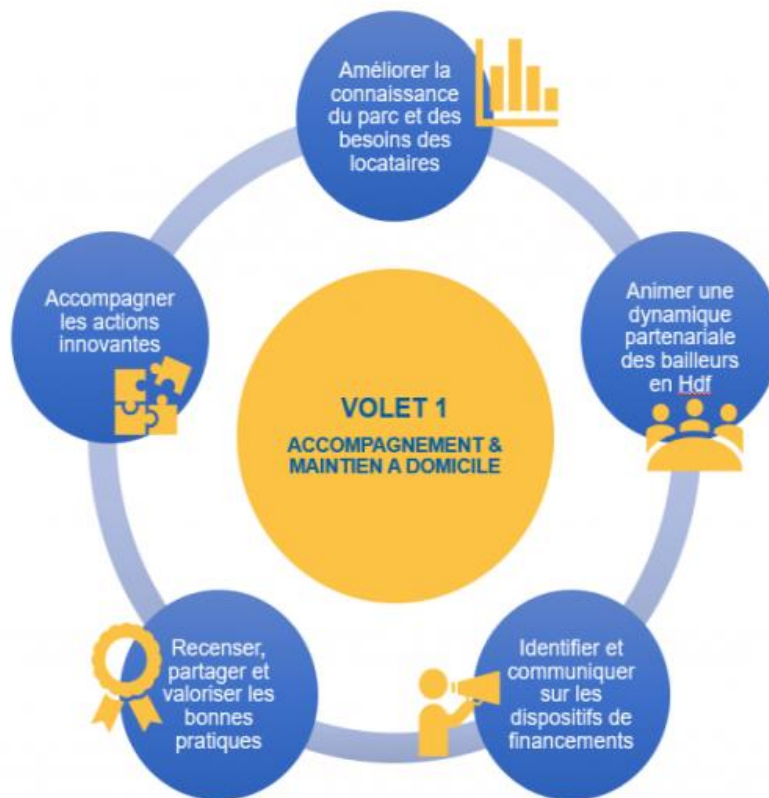 Améliorer la
connaissance
du parc et des
besoins des
locataires
Animer une
dynamique
partenariale
des bailleurs
en Hdf
Identifier et
communiquer
sur les
dispositifs de
financements
Recenser,
partager et
valoriser les
bonnes
pratiques
Accompagner
les actions
innovantes
VOLET 1
ACCOMPAGNEMENT &
MAINTIEN A DOMICILE